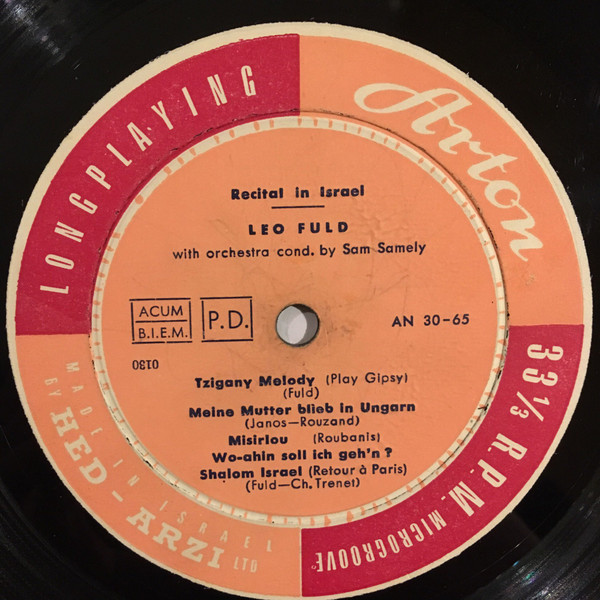 LONGPLAYING
Arton
Recital in Israel
LEO FULD
with orchestra cond. by Sam Samely
ACUM
B.I.E.M.
P.D.
AN 30-65
0130
Tzigany Melody (Play Gipsy)
(Fuld)
Meine Mutter blieb in Ungarn
(Janos—Rouzand)
Misirlou (Roubanis)
Wo-ahin soll ich geh'n ?
Shalom Israel (Retour à Paris)
(Fuld—Ch. Trenet)
33 1/3 R.P.M. MICROGROOVE
MADE IN ISRAEL
BY HED-ARZI LTD